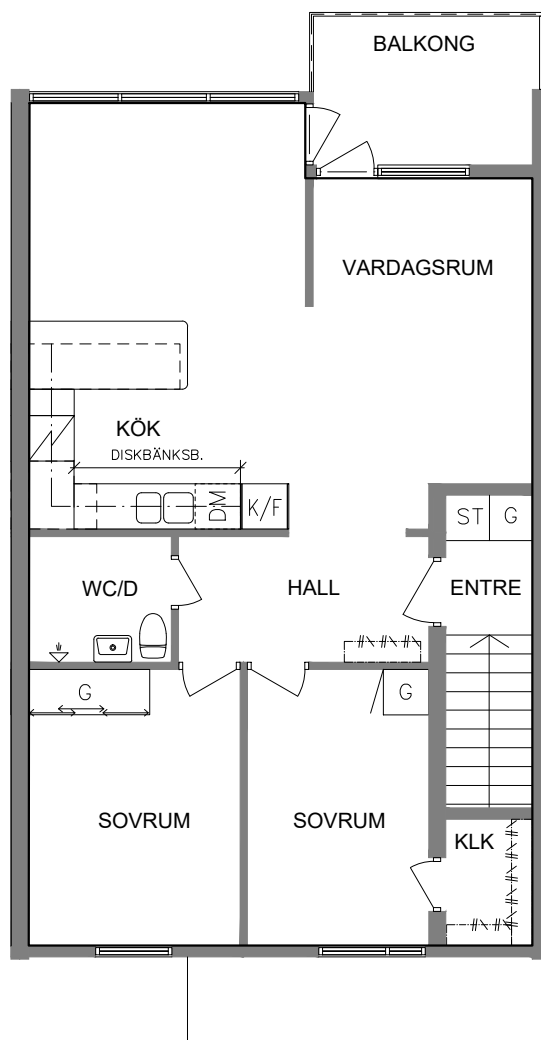 BALKONG
VARDAGSRUM
KÖK
DISKBÄNKSB.
DM
K/F
ST G
WC/D
HALL
ENTRE
G
G
SOVRUM
SOVRUM
KLK